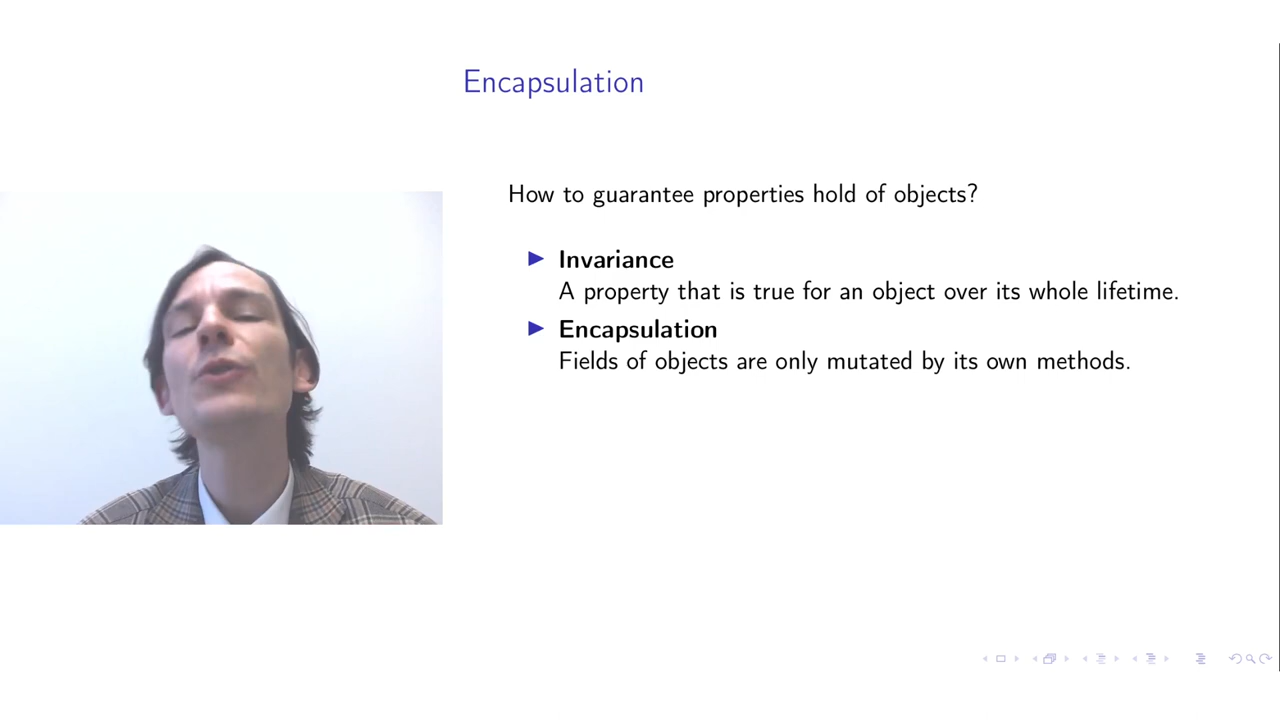 Encapsulation
How to guarantee properties hold of objects?
Invariance
A property that is true for an object over its whole lifetime.
Encapsulation
Fields of objects are only mutated by its own methods.